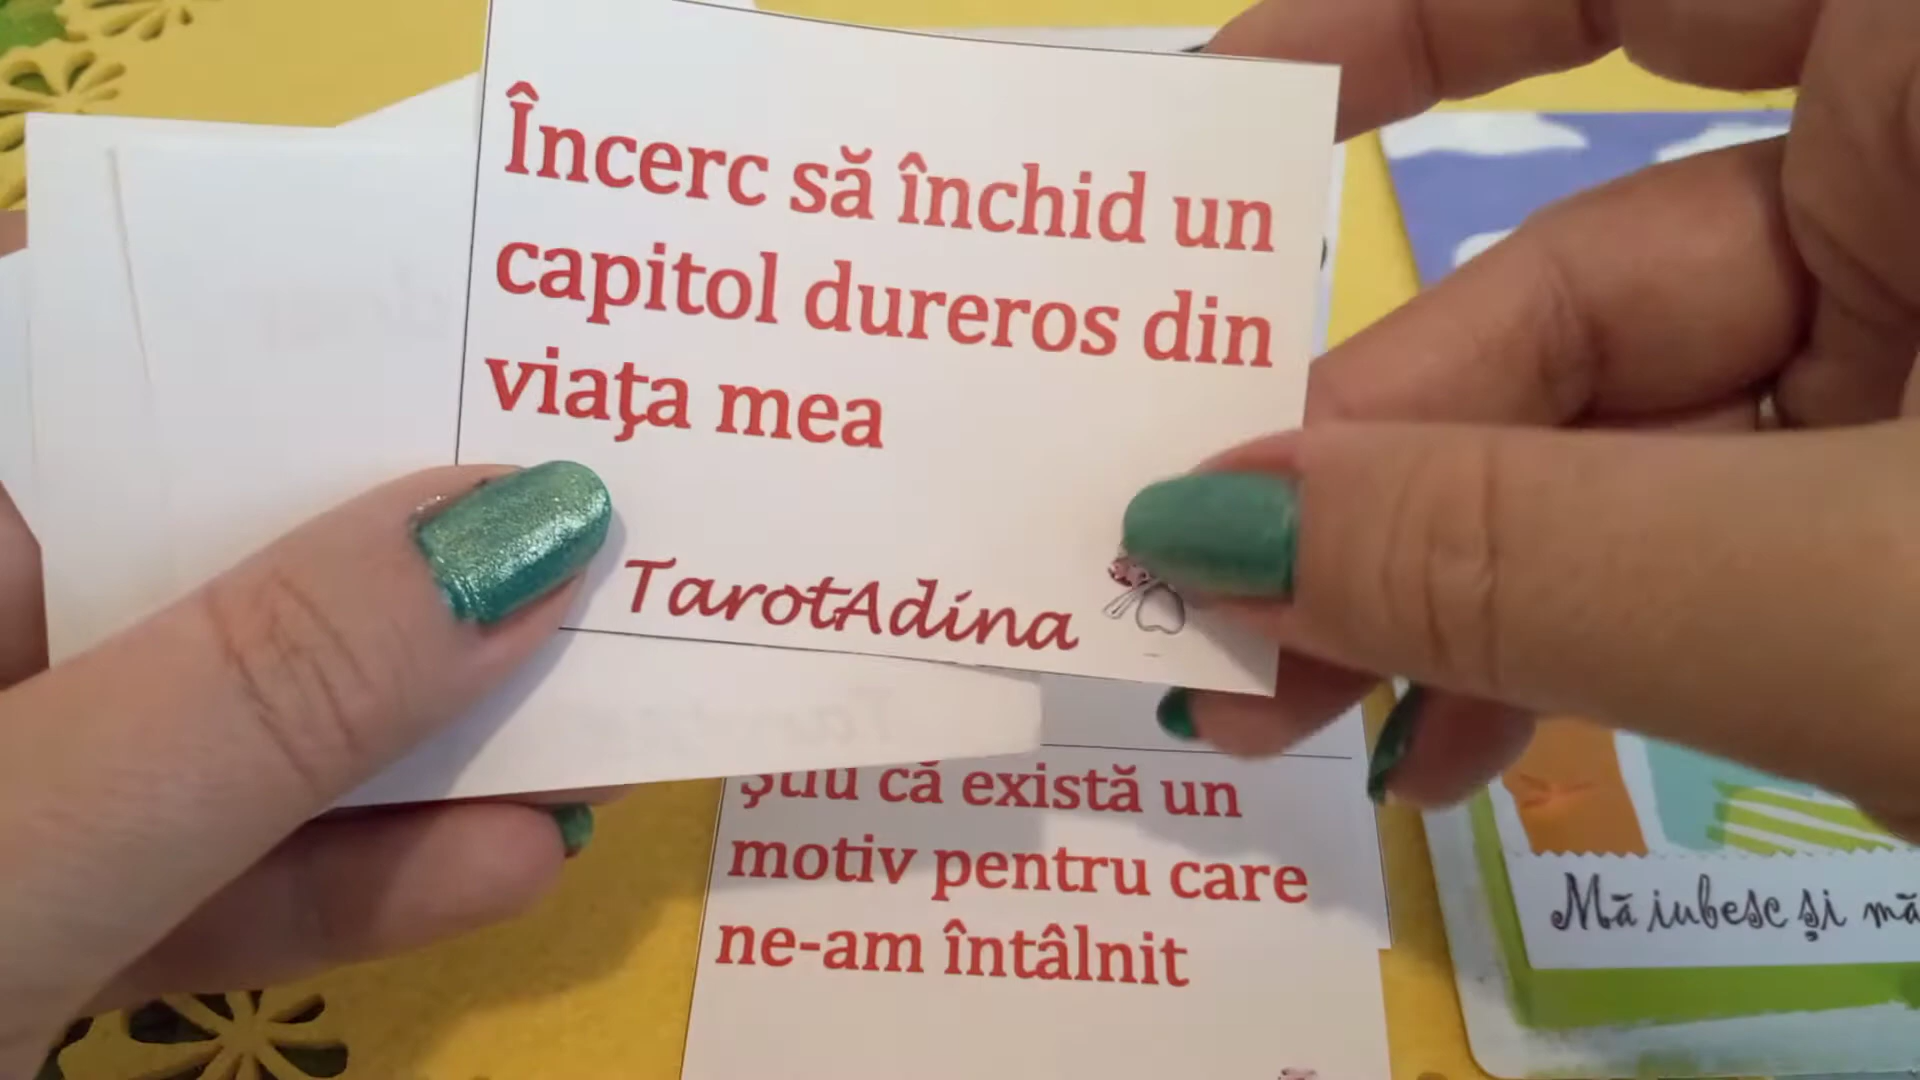 Încerc să închid un
capitol dureros din
viaţa mea
TarotAdina
Ştiu că există un
motiv pentru care
ne-am întâlnit
Mă iubesc și mă